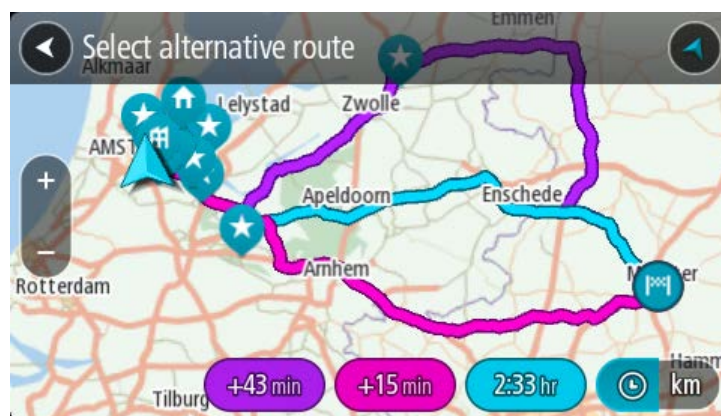 Emmen
Select alternative route
Alkmaar
Lelystad
Zwolle
+
Apeldoorn
Enschede
−
Arnhem
Rotterdam
Tilburg
+43 min
+15 min
2:33 hr
km